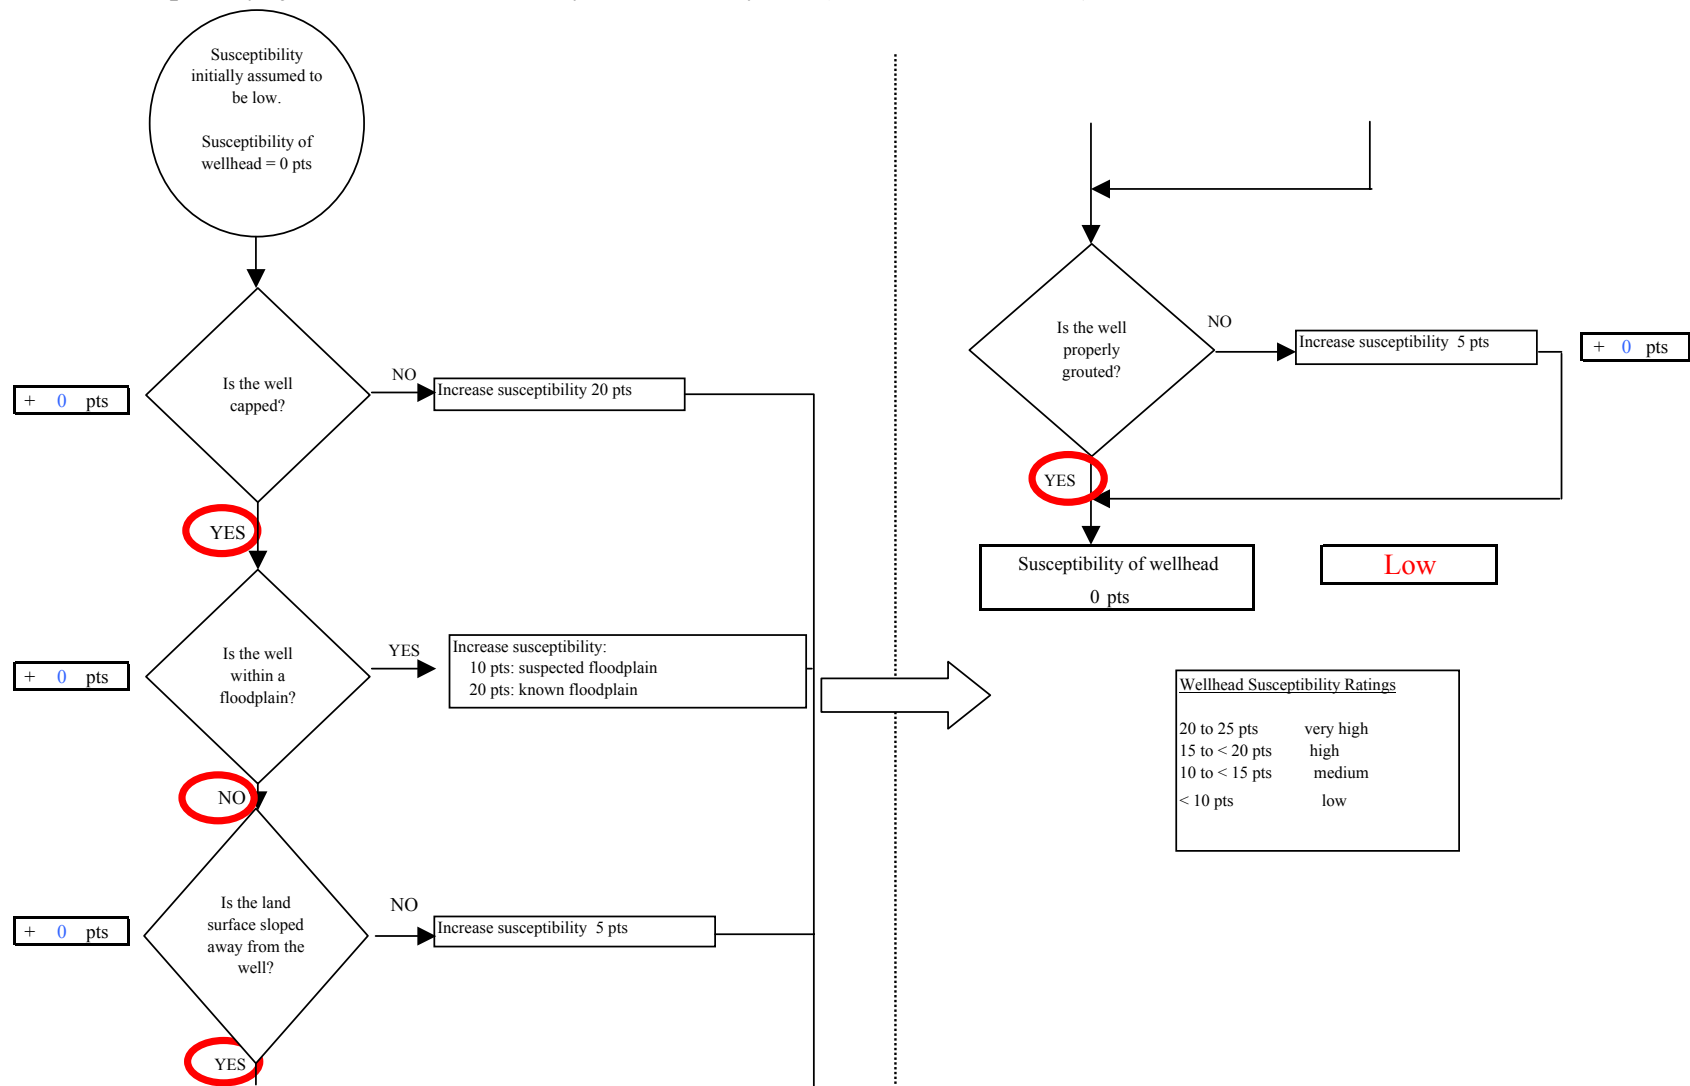 Susceptibility
initially assumed to
be low.
Susceptibility of
wellhead = 0 pts
Is the well
capped?
NO
Increase susceptibility 20 pts
+ 0 pts
YES
Is the well
within a
floodplain?
YES
Increase susceptibility:
10 pts: suspected floodplain
20 pts: known floodplain
+ 0 pts
NO
Is the land
surface sloped
away from the
well?
NO
Increase susceptibility 5 pts
+ 0 pts
YES
Is the well
properly
grouted?
NO
Increase susceptibility 5 pts
+ 0 pts
YES
Susceptibility of wellhead
0 pts
Low
Wellhead Susceptibility Ratings
20 to 25 pts very high
15 to < 20 pts high
10 to < 15 pts medium
< 10 pts low